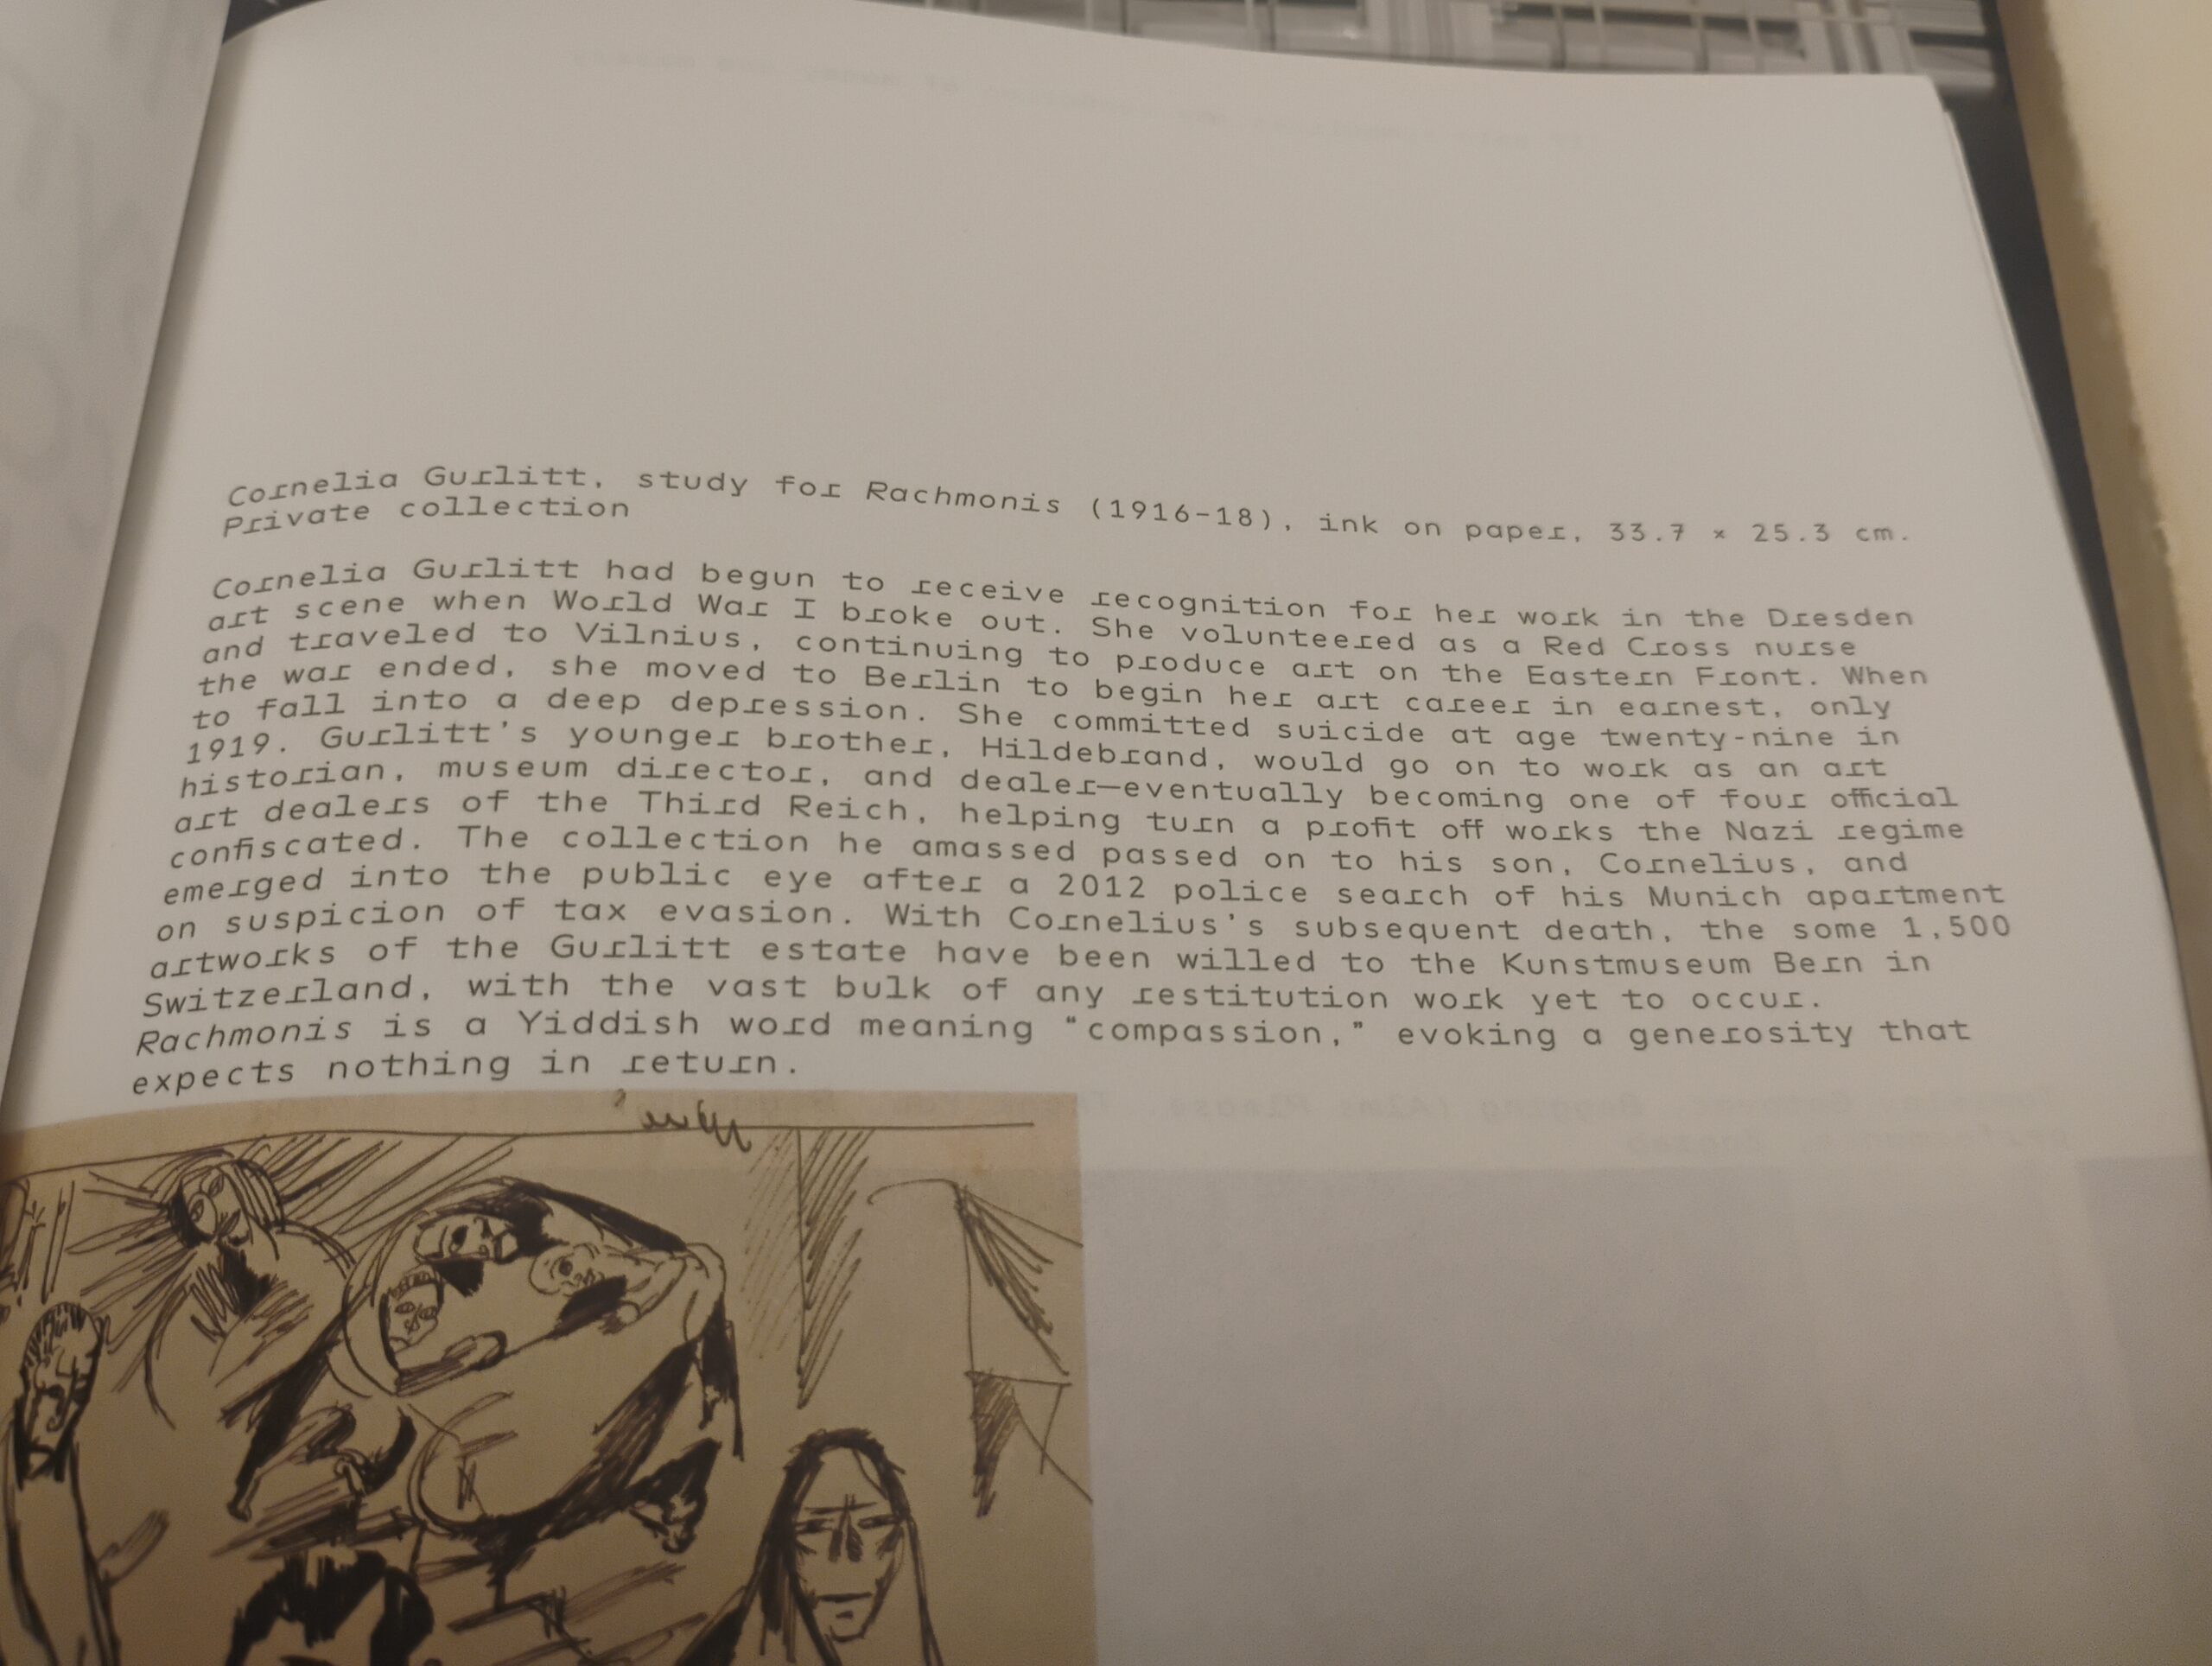 Cornelia Gurlitt, study for Rachmonis (1916-18), ink on paper, 33.7 × 25.3 cm.
Private collection
Cornelia Gurlitt had begun to receive recognition for her work in the Dresden
art scene when World War I broke out. She volunteered as a Red Cross nurse
and traveled to Vilnius, continuing to produce art on the Eastern Front. When
the war ended, she moved to Berlin to begin her art career in earnest, only
to fall into a deep depression. She committed suicide at age twenty-nine in
1919. Gurlitt's younger brother, Hildebrand, would go on to work as an art
historian, museum director, and dealer—eventually becoming one of four official
art dealers of the Third Reich, helping turn a profit off works the Nazi regime
confiscated. The collection he amassed passed on to his son, Cornelius, and
emerged into the public eye after a 2012 police search of his Munich apartment
on suspicion of tax evasion. With Cornelius's subsequent death, the some 1,500
artworks of the Gurlitt estate have been willed to the Kunstmuseum Bern in
Switzerland, with the vast bulk of any restitution work yet to occur.
Rachmonis is a Yiddish word meaning “compassion,” evoking a generosity that
expects nothing in return.